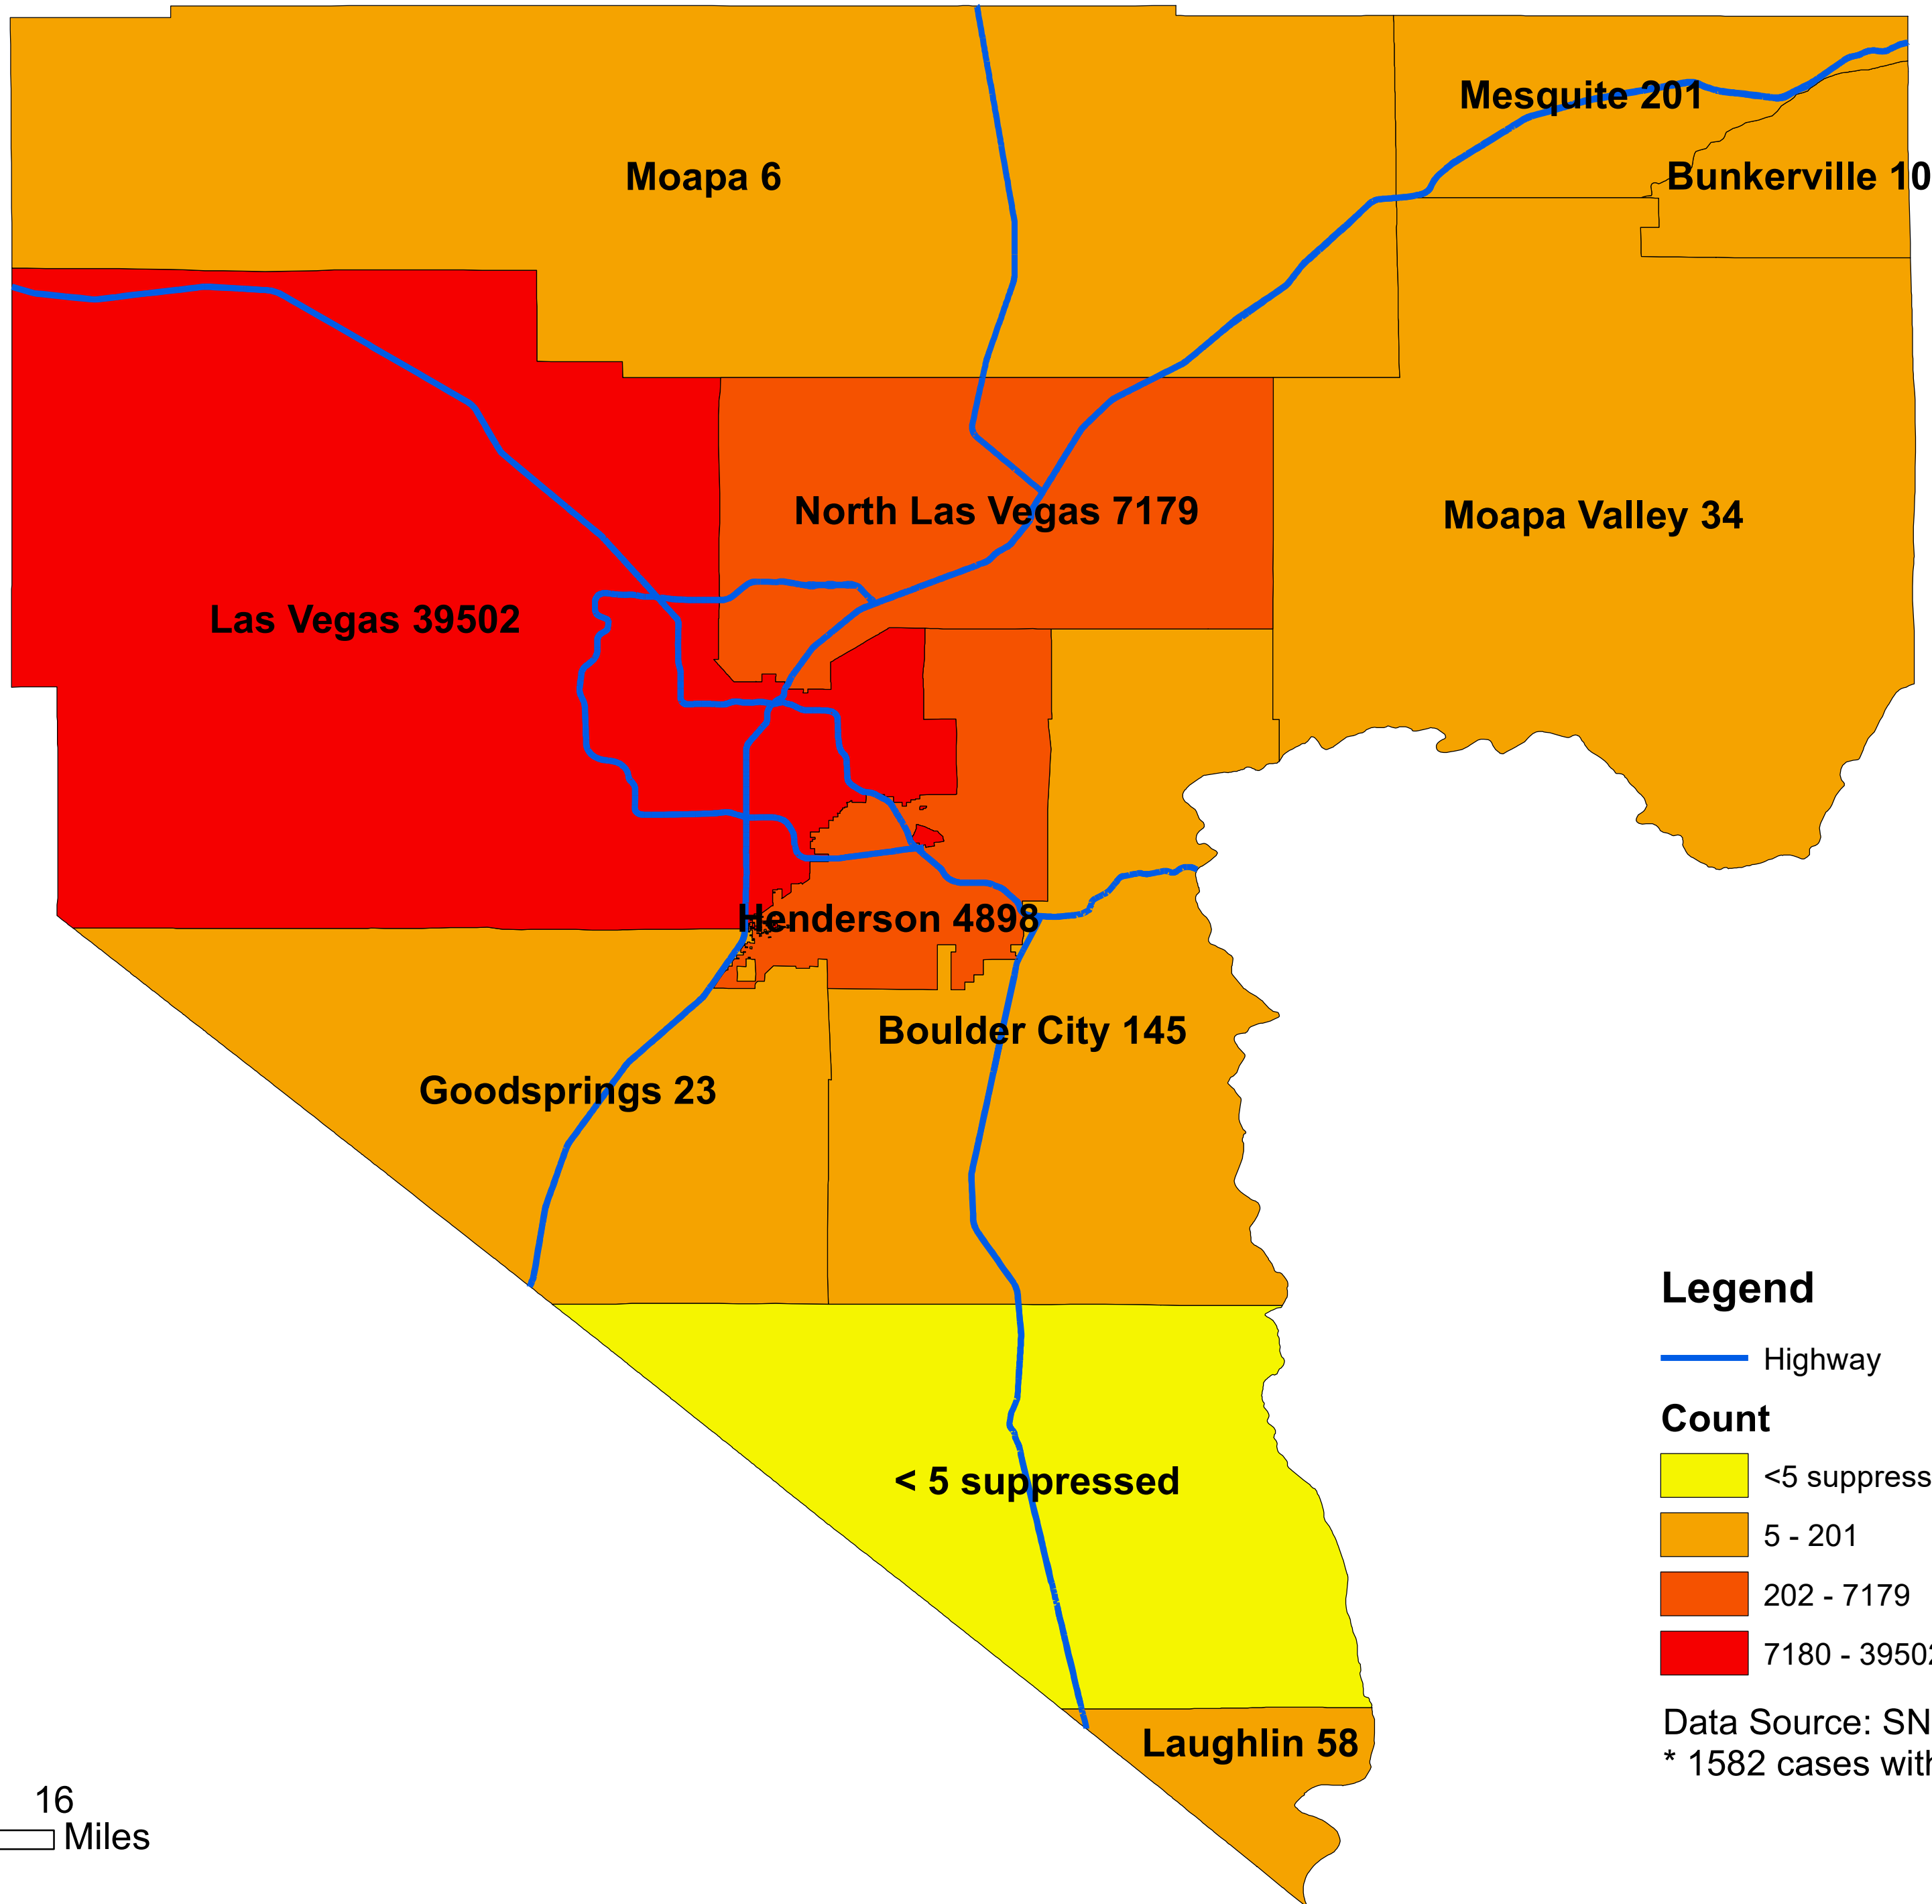 Mesquite 201
Moapa 6
Bunkerville 10
North Las Vegas 7179
Moapa Valley 34
Las Vegas 39502
Henderson 4898
Boulder City 145
Goodsprings 23
< 5 suppressed
Laughlin 58
Legend
Highway
Count
<5 suppress
5 - 201
202 - 7179
7180 - 39502
Data Source: SN
* 1582 cases with
16
Miles